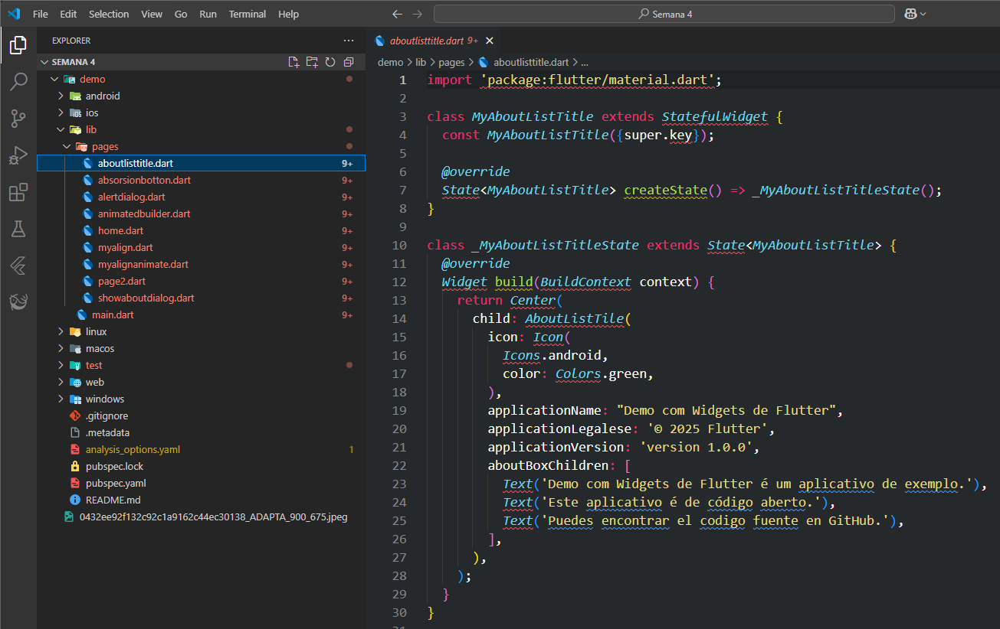 File Edit Selection View Go Run Terminal Help
Semana 4
EXPLORER
SEMANA 4
demo
android
ios
lib
pages
aboutlisttitle.dart 9+
absorsionbotton.dart 9+
alertdialog.dart 9+
animatedbuilder.dart 9+
home.dart 9+
myalign.dart 9+
myalignanimate.dart 9+
page2.dart 9+
showaboutdialog.dart 9+
main.dart 9+
linux
macos
test
web
windows
.gitignore
.metadata
analysis_options.yaml 1
pubspec.lock
pubspec.yaml
README.md
0432ee92f132c92c1a9162c44ec30138_ADAPTA_900_675.jpeg
aboutlisttitle.dart 9+
demo > lib > pages > aboutlisttitle.dart > ...
1 import 'package:flutter/material.dart';
2
3 class MyAboutListTitle extends StatefulWidget {
4 const MyAboutListTitle({super.key});
5
6 @override
7 State<MyAboutListTitle> createState() => _MyAboutListTitleState();
8 }
9
10 class _MyAboutListTitleState extends State<MyAboutListTitle> {
11 @override
12 Widget build(BuildContext context) {
13 return Center(
14 child: AboutListTile(
15 icon: Icon(
16 Icons.android,
17 color: Colors.green,
18 ),
19 applicationName: "Demo com Widgets de Flutter",
20 applicationLegalese: '© 2025 Flutter',
21 applicationVersion: 'version 1.0.0',
22 aboutBoxChildren: [
23 Text('Demo com Widgets de Flutter é um aplicativo de exemplo.'),
24 Text('Este aplicativo é de código aberto.'),
25 Text('Puedes encontrar el codigo fuente en GitHub.'),
26 ],
27 ),
28 );
29 }
30 }